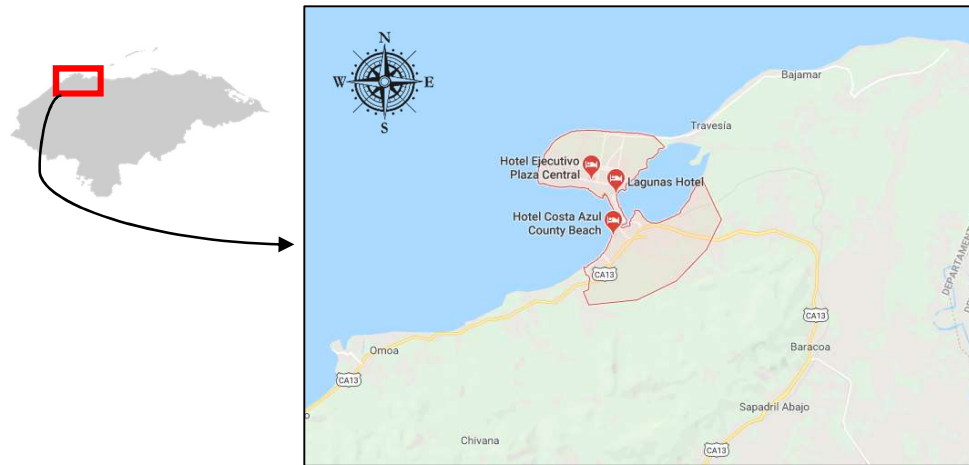 N
W
E
S
Bajamar
Travesía
Hotel Ejecutivo
Plaza Central
Lagunas Hotel
Hotel Costa Azul
County Beach
CA13
CA13
Baracoa
Omoa
CA13
Sapadril Abajo
Chivana
CA13
DEPARTAMENT